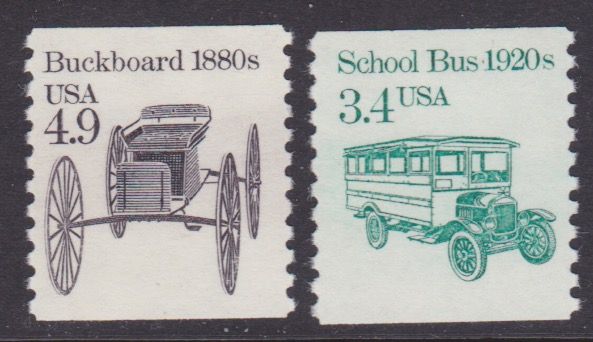 Buckboard 1880s
USA
4.9
School Bus 1920s
3.4 USA